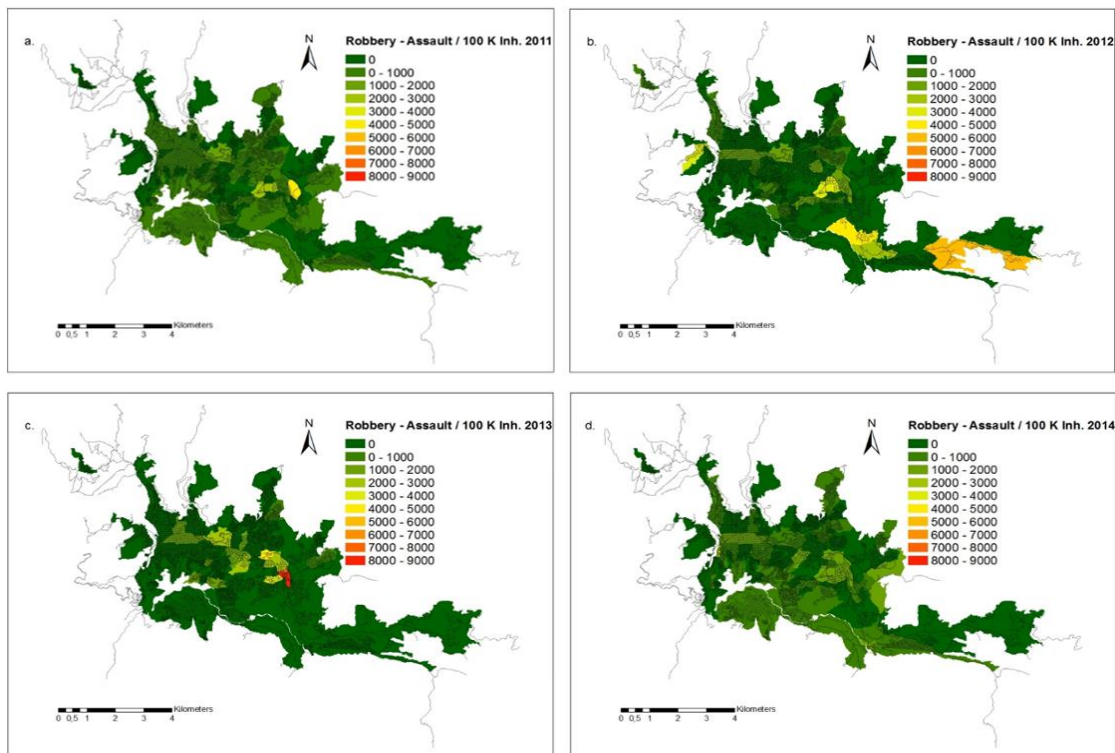 a.
N
Robbery - Assault / 100 K Inh. 2011
0
0 - 1000
1000 - 2000
2000 - 3000
3000 - 4000
4000 - 5000
5000 - 6000
6000 - 7000
7000 - 8000
8000 - 9000
Kilometers
0 0,5 1 2 3 4
b.
N
Robbery - Assault / 100 K Inh. 2012
0
0 - 1000
1000 - 2000
2000 - 3000
3000 - 4000
4000 - 5000
5000 - 6000
6000 - 7000
7000 - 8000
8000 - 9000
Kilometers
0 0,5 1 2 3 4
c.
N
Robbery - Assault / 100 K Inh. 2013
0
0 - 1000
1000 - 2000
2000 - 3000
3000 - 4000
4000 - 5000
5000 - 6000
6000 - 7000
7000 - 8000
8000 - 9000
Kilometers
0 0,5 1 2 3 4
d.
N
Robbery - Assault / 100 K Inh. 2014
0
0 - 1000
1000 - 2000
2000 - 3000
3000 - 4000
4000 - 5000
5000 - 6000
6000 - 7000
7000 - 8000
8000 - 9000
Kilometers
0 0,5 1 2 3 4